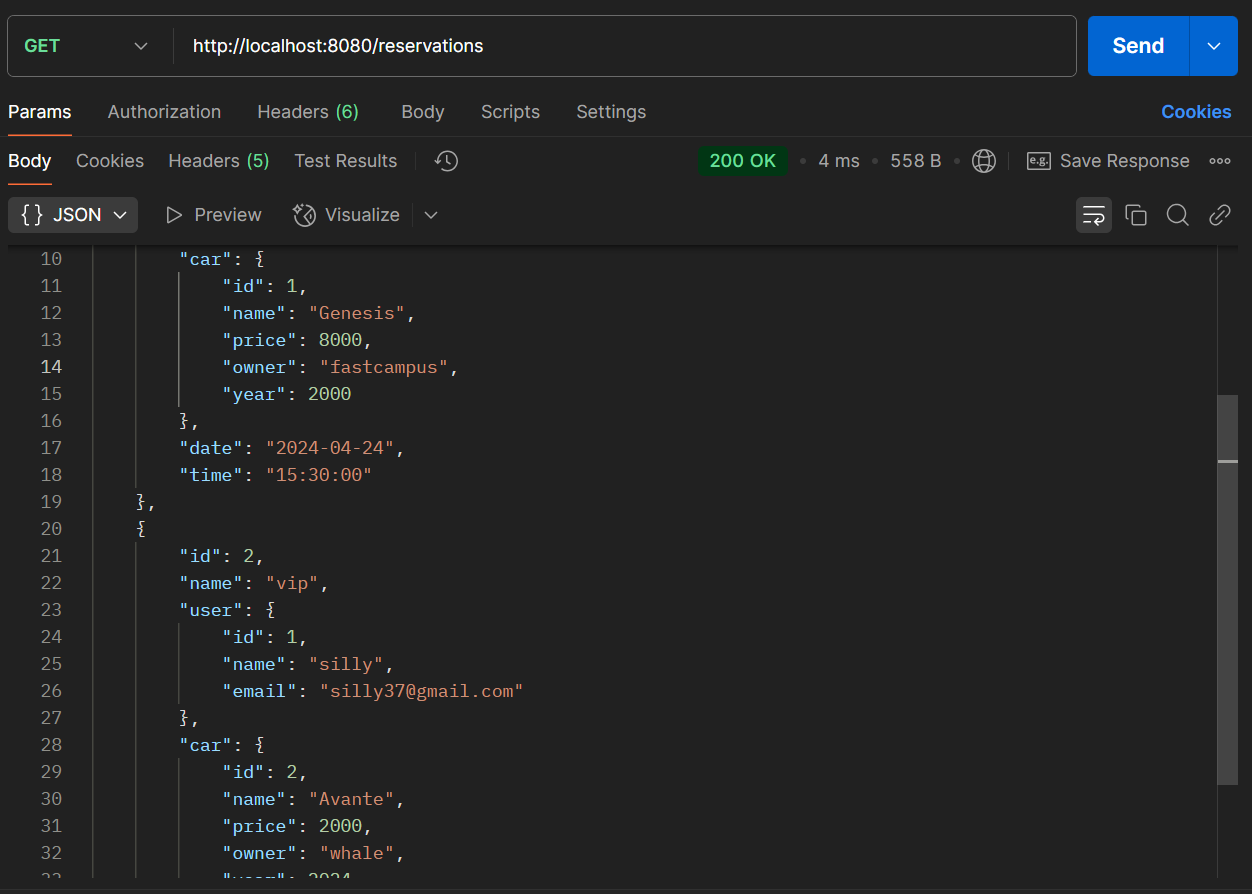 GET http://localhost:8080/reservations Send
Params Authorization Headers (6) Body Scripts Settings Cookies
Body Cookies Headers (5) Test Results 200 OK • 4 ms • 558 B • e.g. Save Response
{} JSON Preview Visualize
10 "car": {
11 "id": 1,
12 "name": "Genesis",
13 "price": 8000,
14 "owner": "fastcampus",
15 "year": 2000
16 },
17 "date": "2024-04-24",
18 "time": "15:30:00"
19 },
20 {
21 "id": 2,
22 "name": "vip",
23 "user": {
24 "id": 1,
25 "name": "silly",
26 "email": "silly37@gmail.com"
27 },
28 "car": {
29 "id": 2,
30 "name": "Avante",
31 "price": 2000,
32 "owner": "whale",
33 "year": 2024